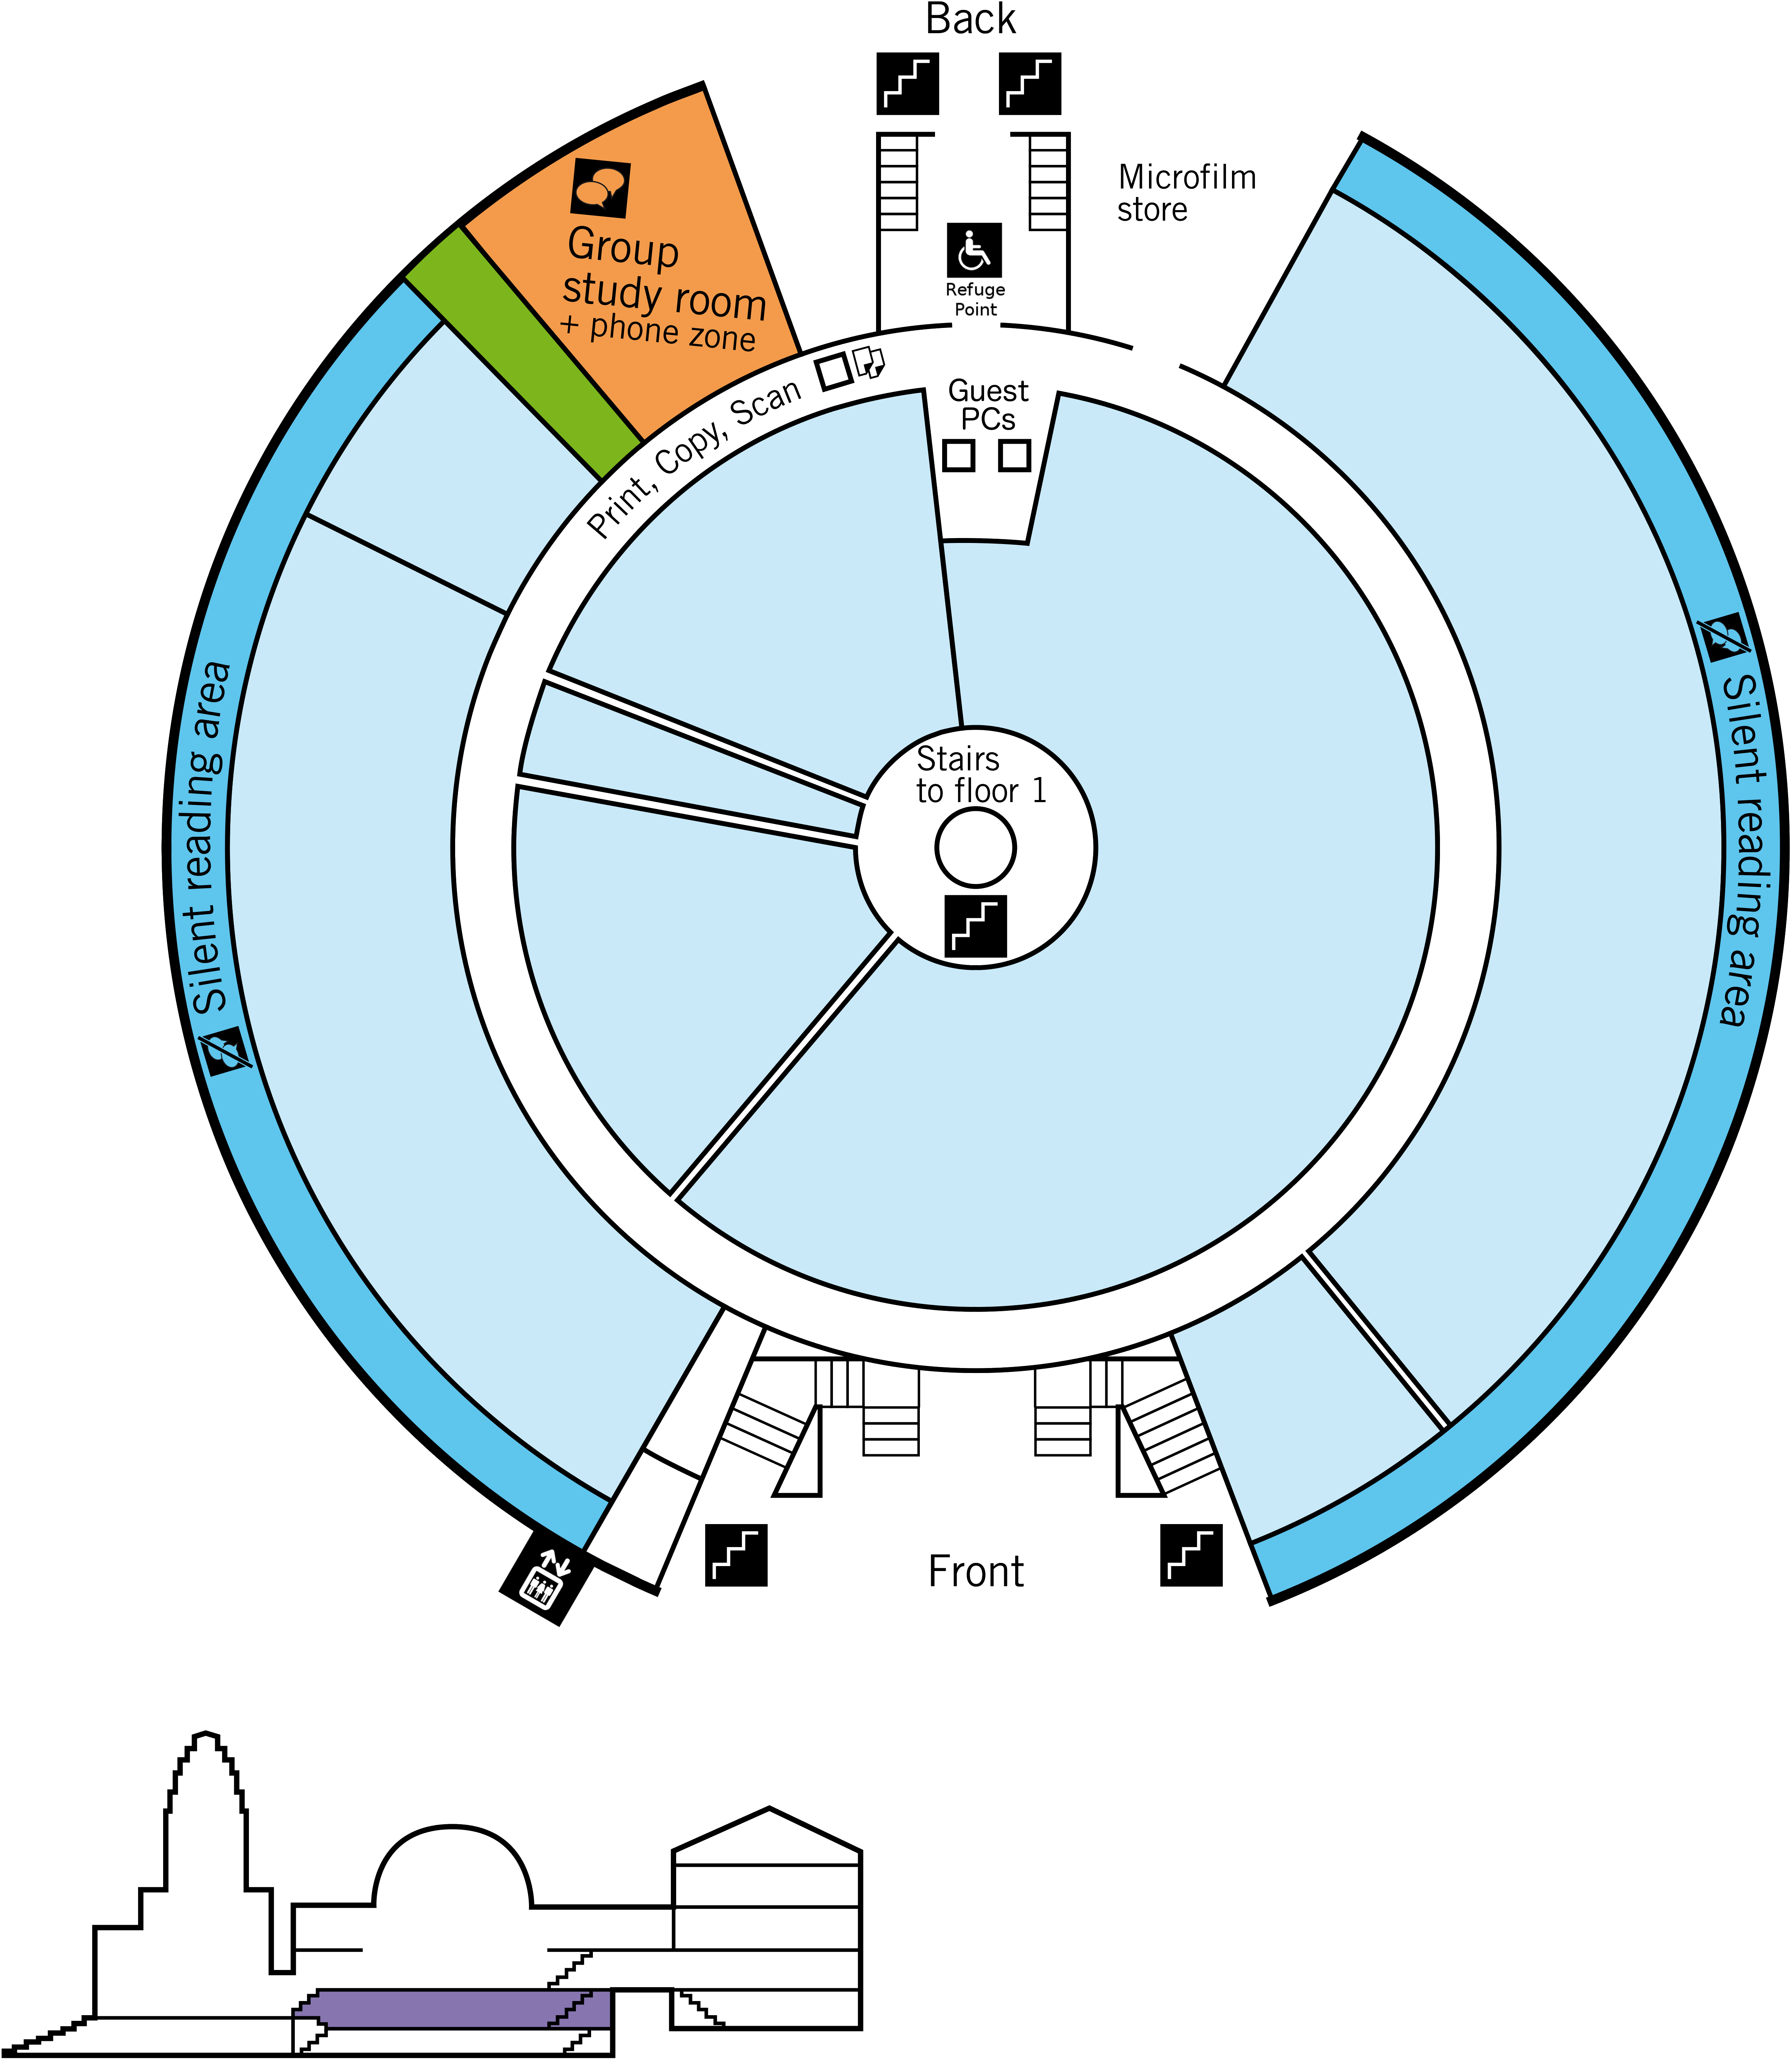 Back
Microfilm
store
Group
study room
+ phone zone
Refuge
Point
Print, Copy, Scan
Guest
PCs
Silent reading area
Stairs
to floor 1
Silent reading area
Front